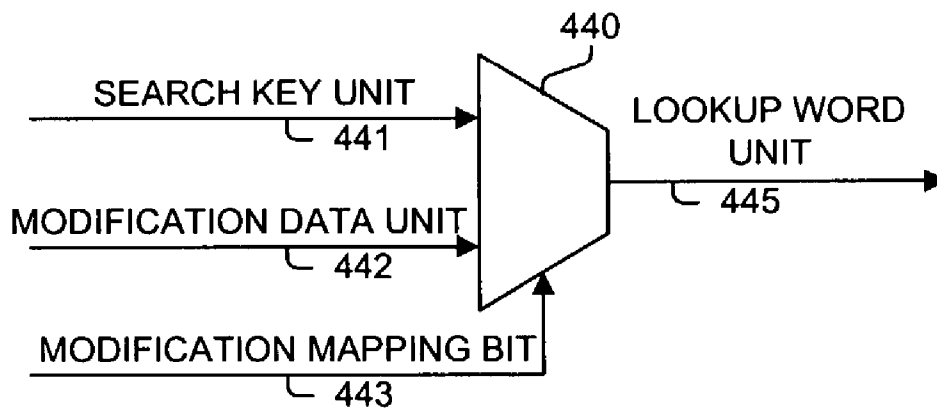 440
SEARCH KEY UNIT
441
LOOKUP WORD
UNIT
445
MODIFICATION DATA UNIT
442
MODIFICATION MAPPING BIT
443